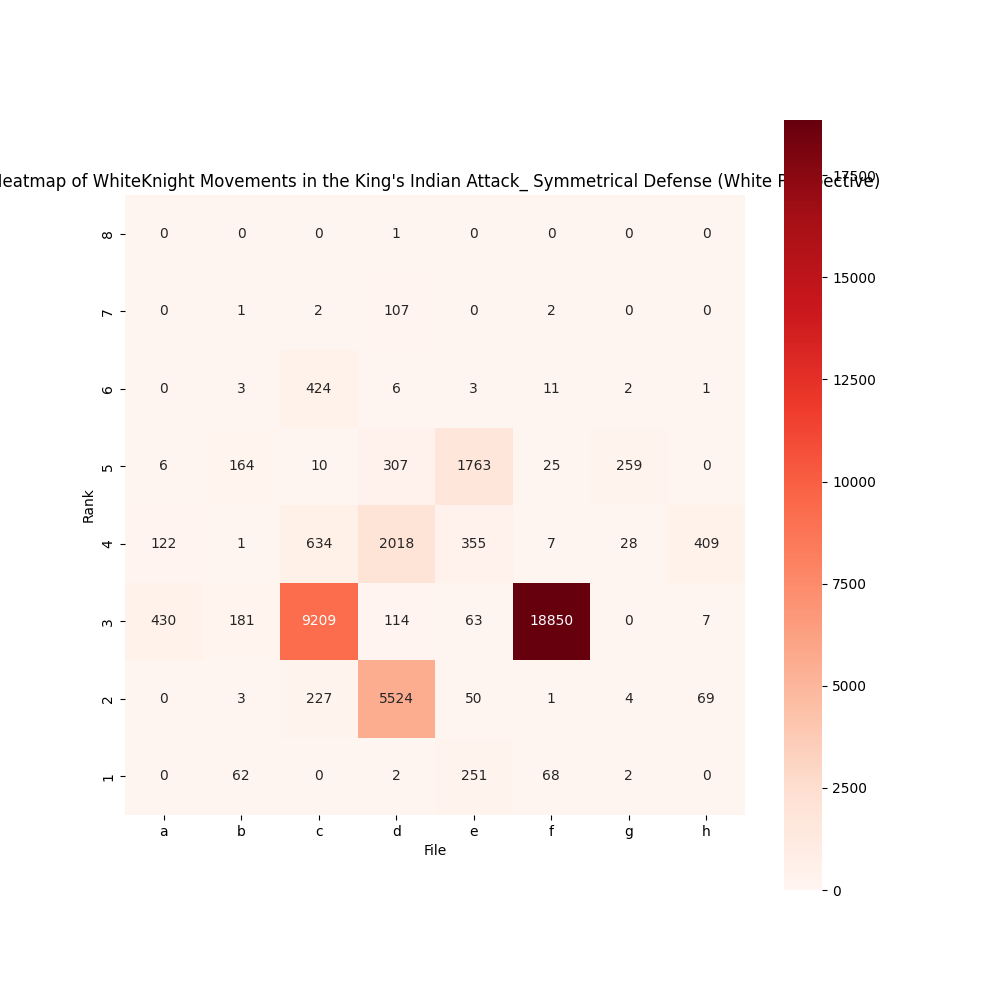 eatmap of WhiteKnight Movements in the King's Indian Attack_ Symmetrical Defense (White P ective)
17500
15000
12500
10000
7500
5000
2500
0
Rank
8 0 0 0 1 0 0 0 0
7 0 1 2 107 0 2 0 0
6 0 3 424 6 3 11 2 1
5 6 164 10 307 1763 25 259 0
4 122 1 634 2018 355 7 28 409
3 430 181 9209 114 63 18850 0 7
2 0 3 227 5524 50 1 4 69
1 0 62 0 2 251 68 2 0
a b c d e f g h
File